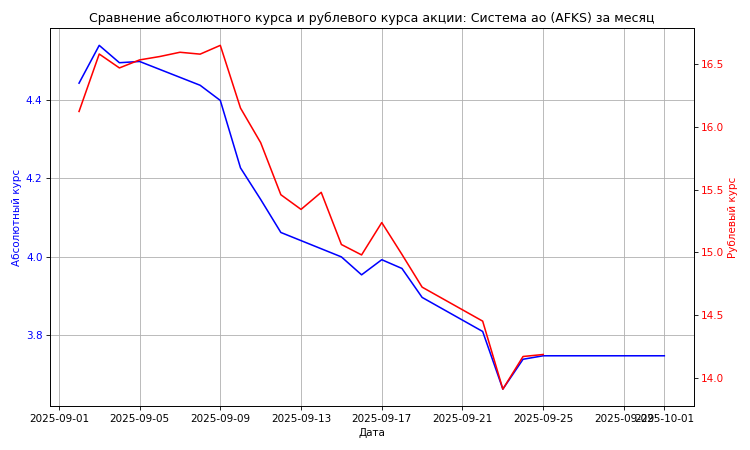 Сравнение абсолютного курса и рублевого курса акции: Система ао (AFKS) за месяц
Абсолютный курс
4.4
4.2
4.0
3.8
16.5
16.0
15.5
15.0
14.5
14.0
Рублевый курс
2025-09-01 2025-09-05 2025-09-09 2025-09-13 2025-09-17 2025-09-21 2025-09-25 2025-09-29 2025-10-01
Дата